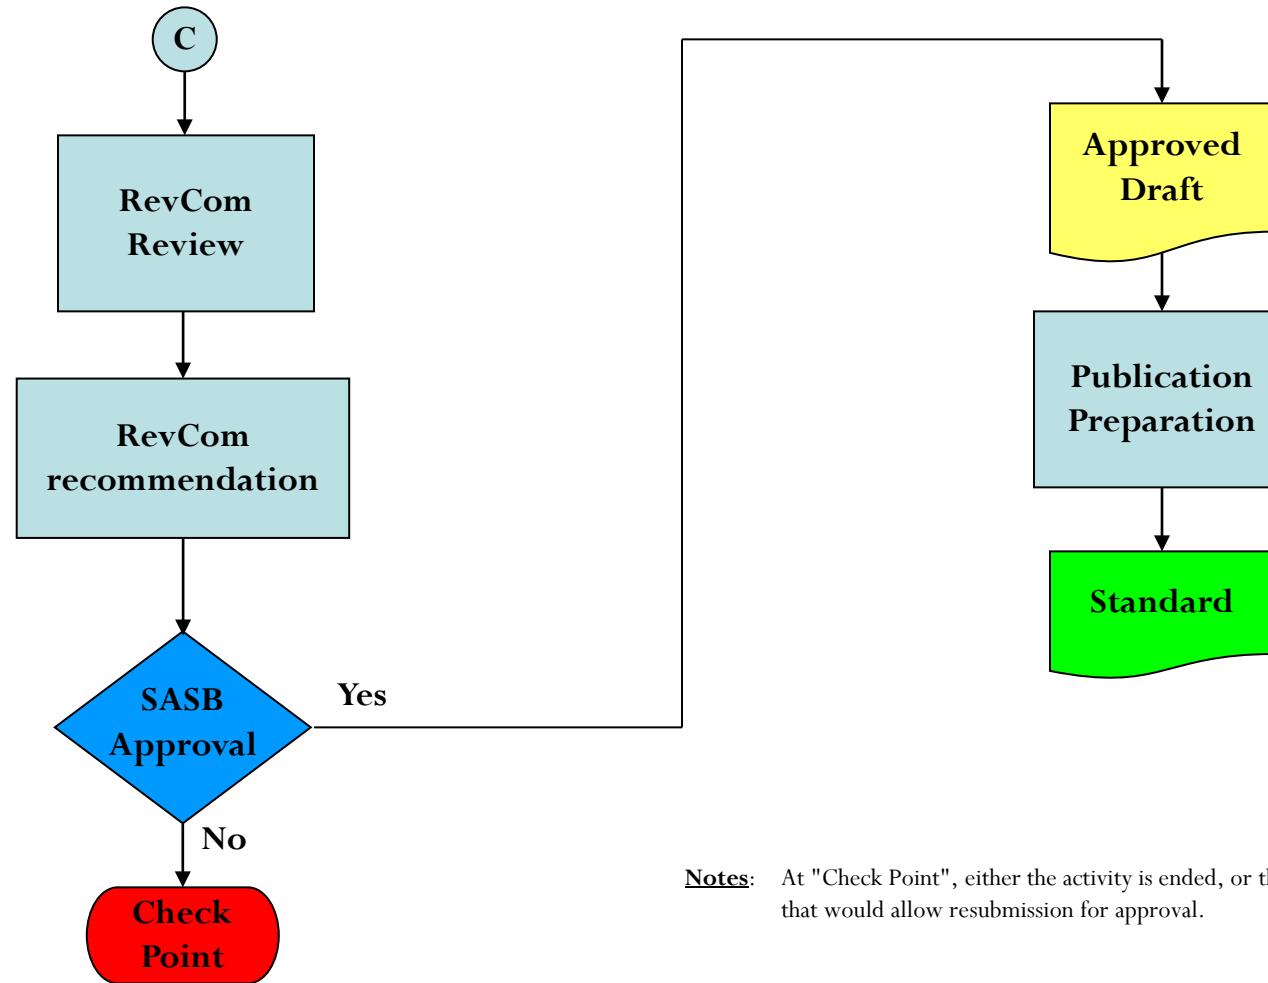 C
RevCom
Review
RevCom
recommendation
SASB
Approval
Yes
No
Check
Point
Approved
Draft
Publication
Preparation
Standard
Notes: At "Check Point", either the activity is ended, or
that would allow resubmission for approval.